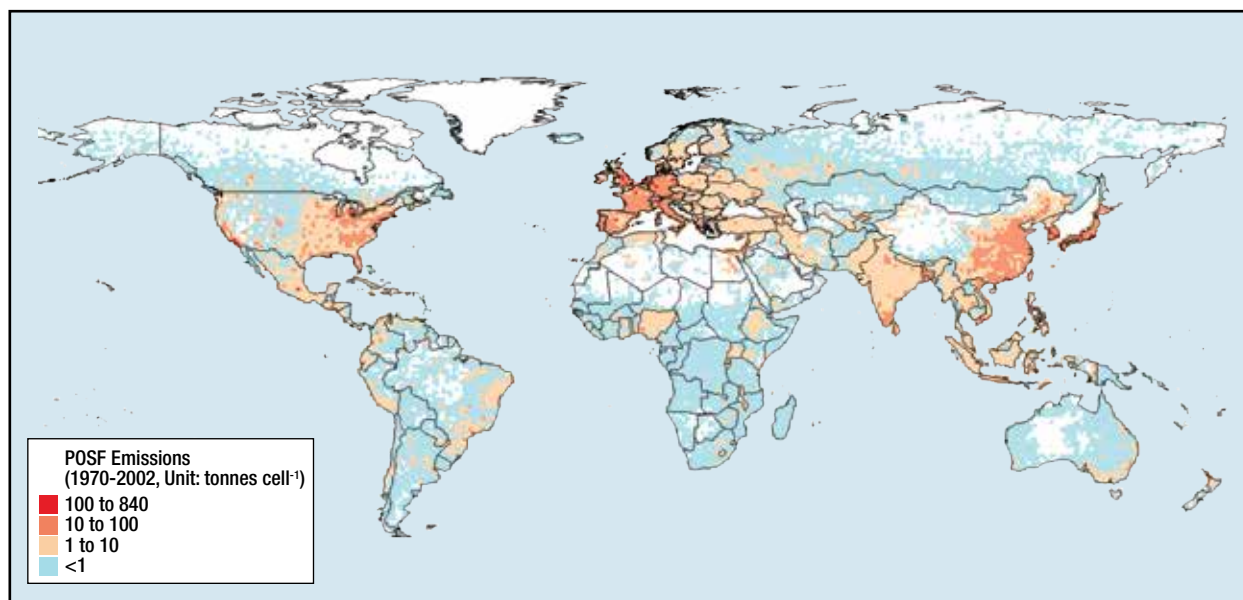 POSF Emissions
(1970-2002, Unit: tonnes cell⁻¹)
100 to 840
10 to 100
1 to 10
<1